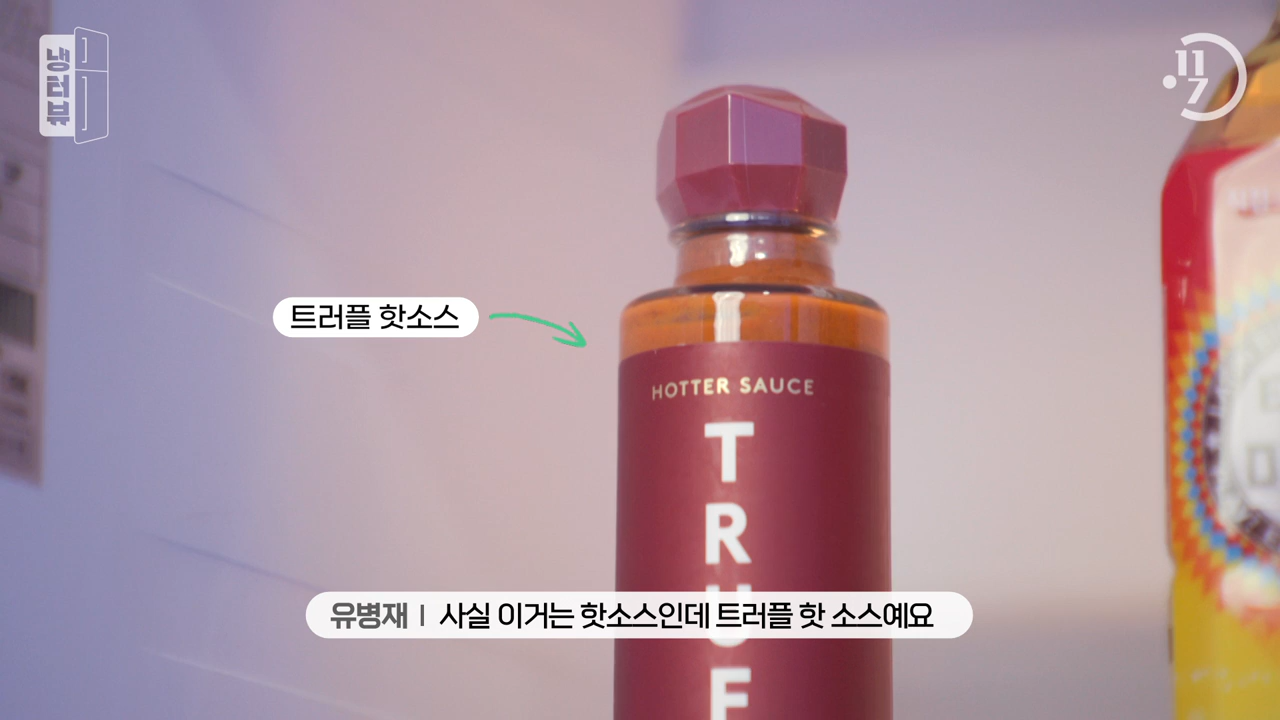 냉터뷰
117
트러플 핫소스
HOTTER SAUCE
TRUF
유병재 | 사실 이거는 핫소스인데 트러플 핫 소스예요